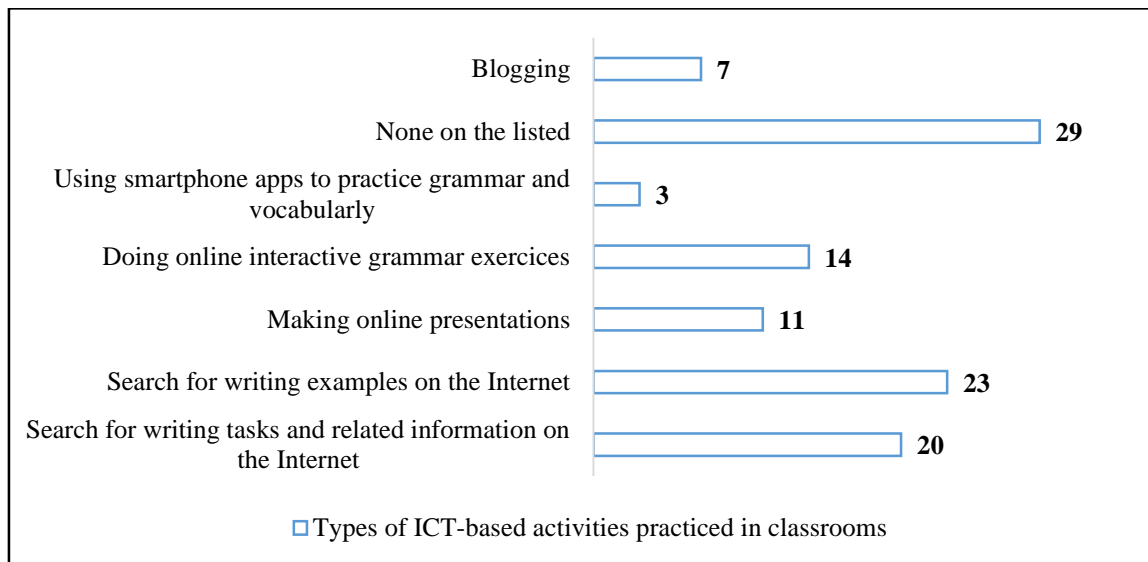 Blogging
7
None on the listed
29
Using smartphone apps to practice grammar and
vocabularly
3
Doing online interactive grammar exercices
14
Making online presentations
11
Search for writing examples on the Internet
23
Search for writing tasks and related information on
the Internet
20
Types of ICT-based activities practiced in classrooms